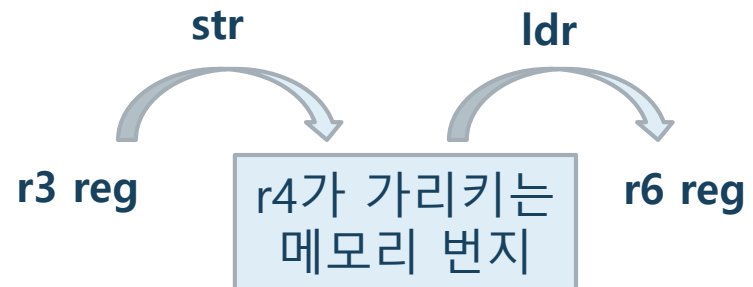 str
ldr
r3 reg
r4가 가리키는
메모리 번지
r6 reg